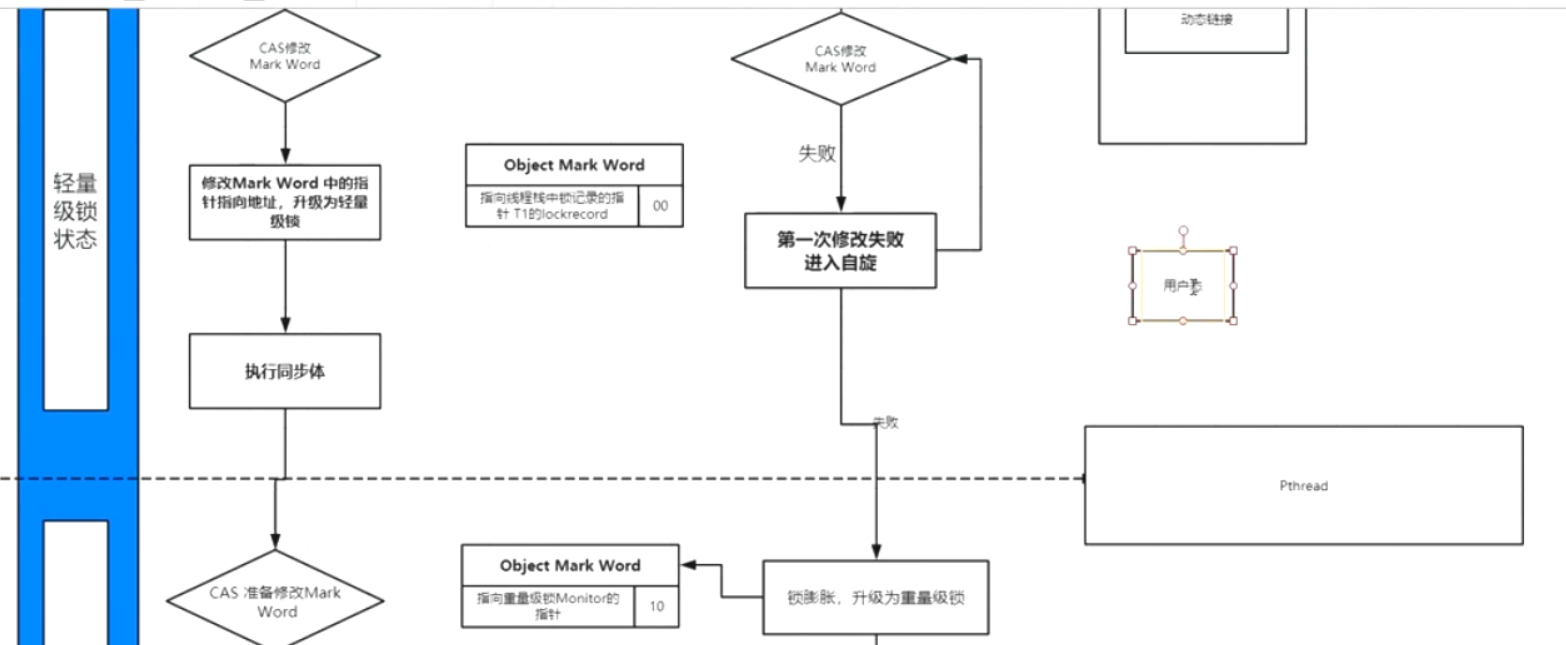 CAS修改
Mark Word
CAS修改
Mark Word
动态链接
轻量
级锁
状态
修改Mark Word 中的指
针指向地址，升级为轻量
级锁
Object Mark Word
指向线程栈中锁记录的指
针 T1的lockrecord
00
失败
第一次修改失败
进入自旋
用户态
执行同步体
失败
Pthread
CAS 准备修改Mark
Word
Object Mark Word
指向重量级锁Monitor的
指针
10
锁膨胀，升级为重量级锁